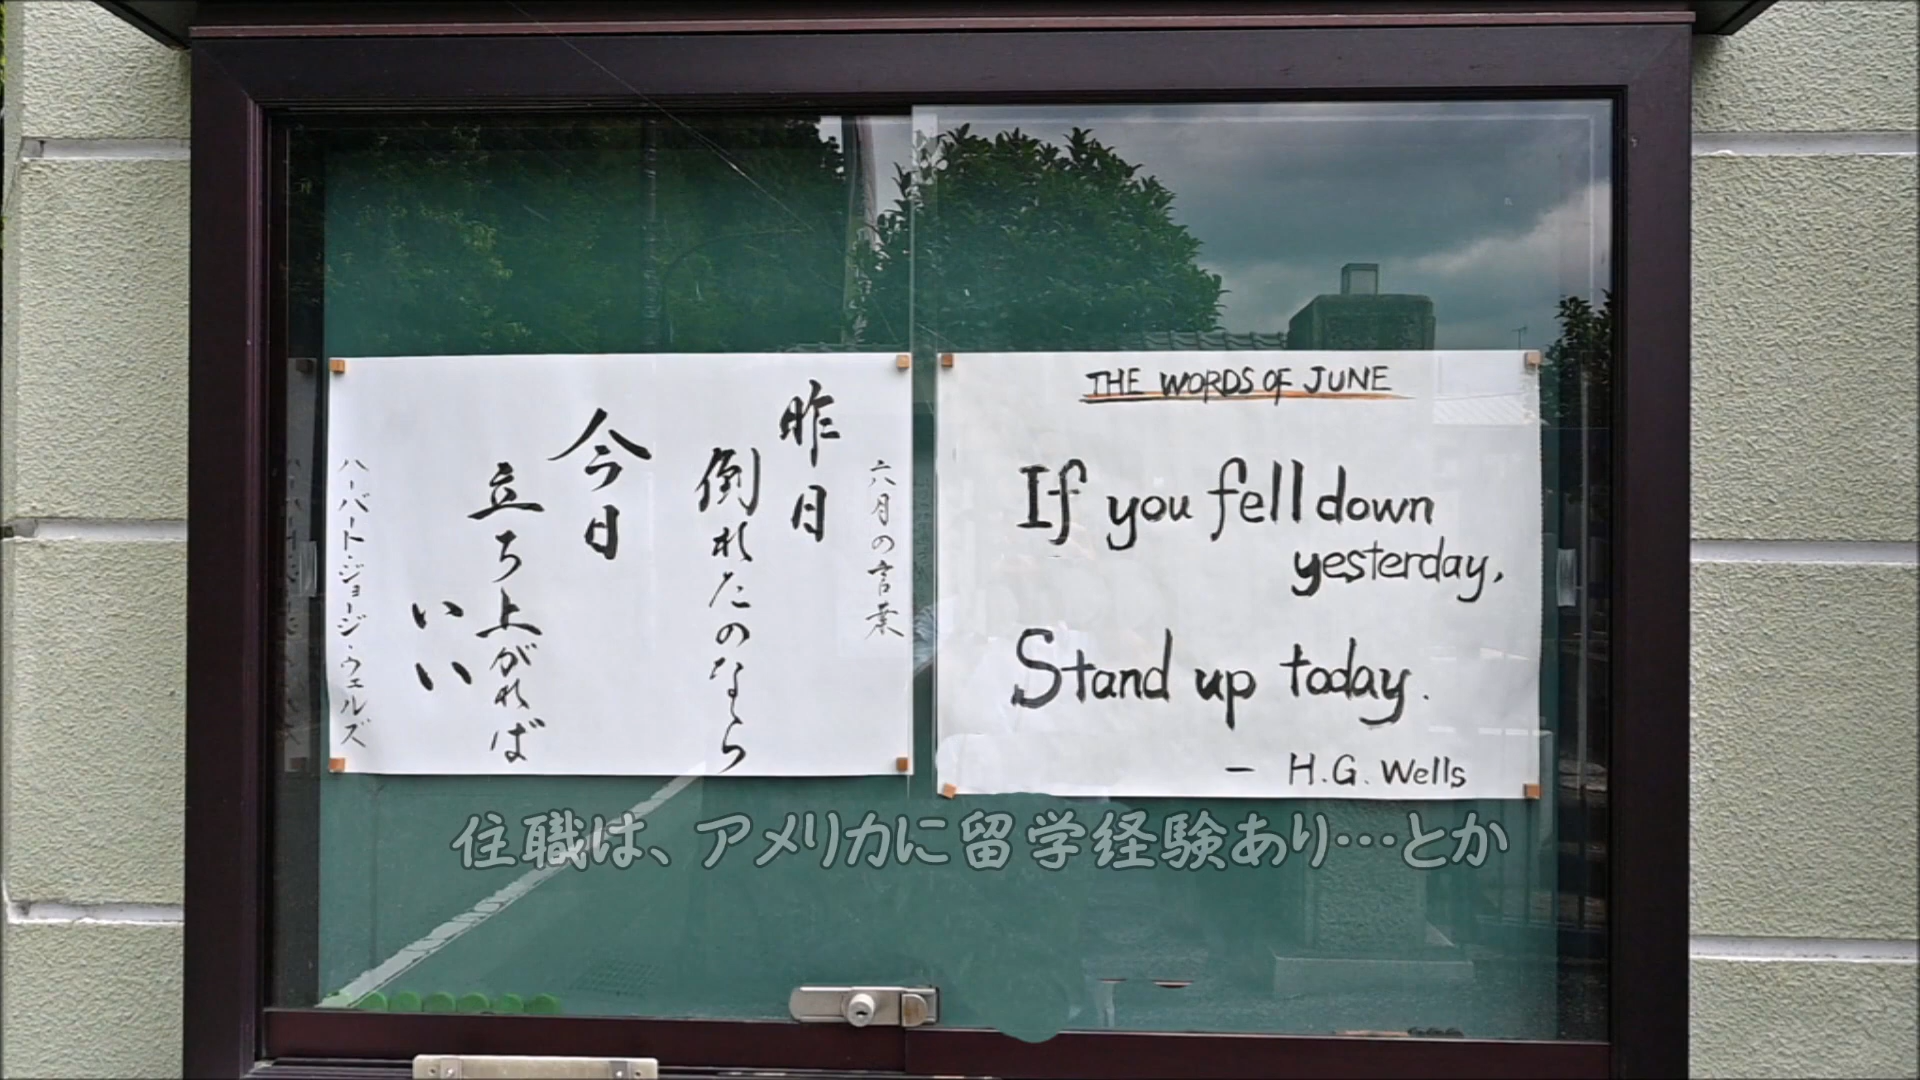 六月の言葉
昨日
倒れたのなら
今日
立ち上がれば
いい
ハーバート・ジョージ・ウェルズ
THE WORDS OF JUNE
If you fell down
yesterday,
Stand up today.
– H.G. Wells
住職は、アメリカに留学経験あり…とか